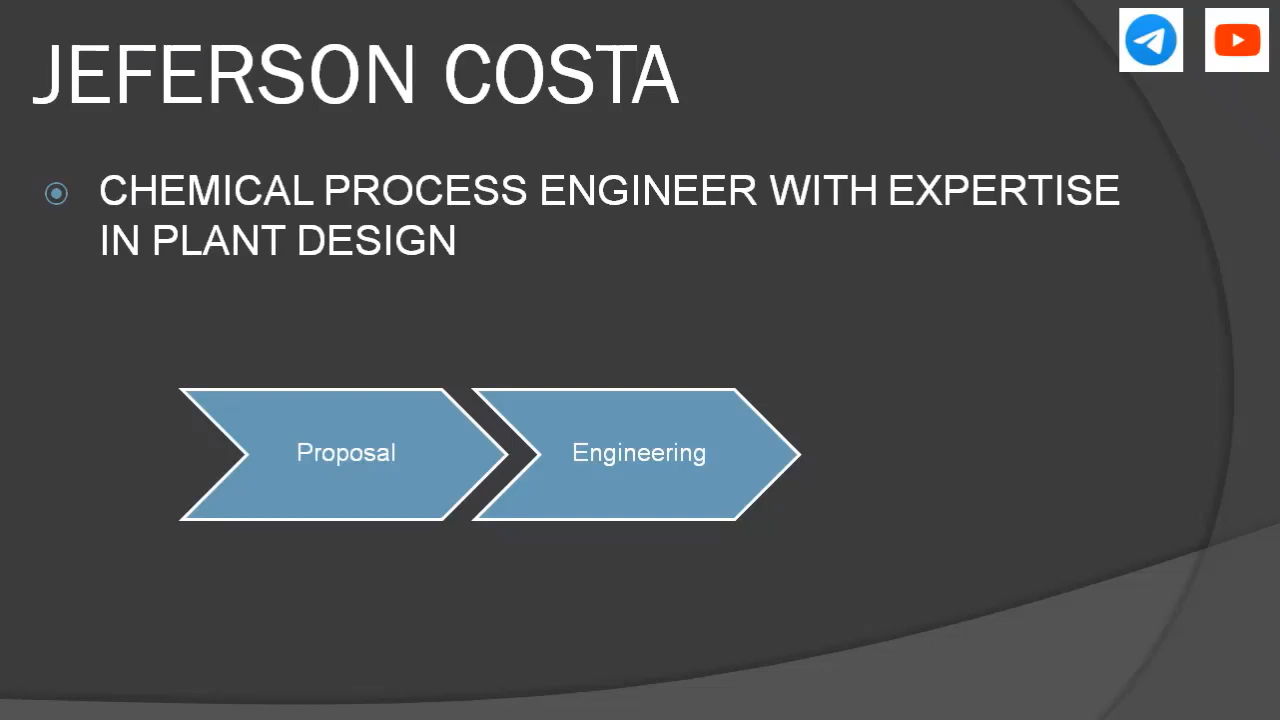 JEFERSON COSTA
CHEMICAL PROCESS ENGINEER WITH EXPERTISE
IN PLANT DESIGN
Proposal
Engineering